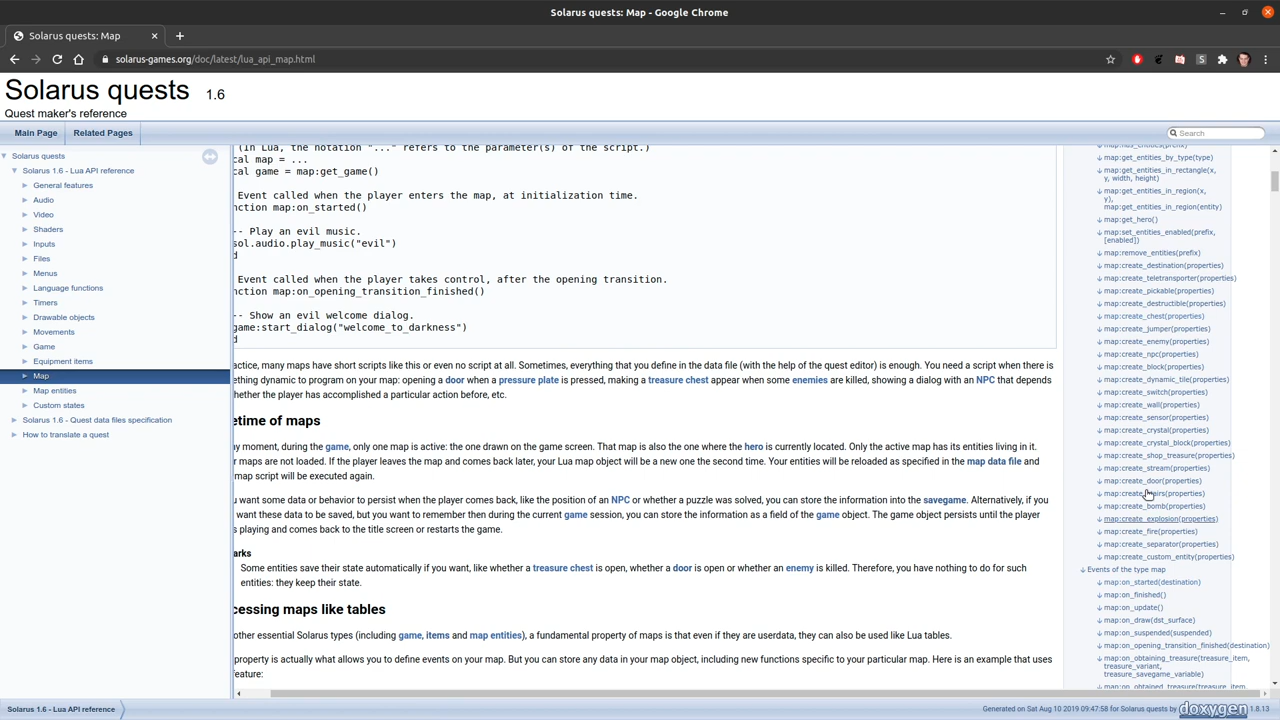 Solarus quests: Map - Google Chrome
Solarus quests: Map
solarus-games.org/doc/latest/lua_api_map.html
Solarus quests 1.6
Quest maker's reference
Main Page
Related Pages
Search
Solarus quests
Solarus 1.6 - Lua API reference
General features
Audio
Video
Shaders
Inputs
Files
Menus
Language functions
Timers
Drawable objects
Movements
Game
Equipment items
Map
Map entities
Custom states
Solarus 1.6 - Quest data files specification
How to translate a quest
(In Lua, the notation "..." refers to the parameter(s) of the script.)
cal map = ...
cal game = map:get_game()
Event called when the player enters the map, at initialization time.
nction map:on_started()
-- Play an evil music.
sol.audio.play_music("evil")
d
Event called when the player makes control, after the opening transition.
nction map:on_opening_transition_finished()
-- Show an evil welcome dialog.
game:start_dialog("welcome_to_darkness")
d
actice, many maps have short scripts like this or even no script at all. Sometimes, everything that you define in the data file (with the help of the quest editor) is enough. You need a script when there is
ething dynamic to program on your map: opening a door when a pressure plate is pressed, making a treasure chest appear when some enemies are killed, showing a dialog with an NPC that depends
hether the player has accomplished a particular action before, etc.
etime of maps
y moment, during the game, only one map is active: the one drawn on the game screen. That map is also the one where the hero is currently located. Only the active map has its entities living in it.
r maps are not loaded. If the player leaves the map and comes back later, your Lua map object will be a new one the second time. Your entities will be reloaded as specified in the map data file and
map script will be executed again.
want some data or behavior to persist when the player comes back, like the position of an NPC or whether a puzzle was solved, you can store the information into the savegame. Alternatively, if you
want these data to be saved, but you want to remember them during the current game session, you can store the information as a field of the game object. The game object persists until the player
s playing and comes back to the title screen or restarts the game.
arks
Some entities save their state automatically if you want, like whether a treasure chest is open, whether a door is open or whether an enemy is killed. Therefore, you have nothing to do for such
entities: they keep their state.
cessing maps like tables
other essential Solarus types (including game, items and map entities), a fundamental property of maps is that even if they are userdata, they can also be used like Lua tables.
property is actually what allows you to define events on your map. But you can store any data in your map object, including new functions specific to your particular map. Here is an example that uses
feature:
map:has_entities(prefix)
map:get_entities_by_type(type)
map:get_entities_in_rectangle(x,
y, width, height)
map:get_entities_in_region(x,
y),
map:get_entities_in_region(entity)
map:get_hero()
map:set_entities_enabled(prefix,
[enabled])
map:remove_entities(prefix)
map:create_destination(properties)
map:create_teletransporter(properties)
map:create_pickable(properties)
map:create_destructible(properties)
map:create_chest(properties)
map:create_jumper(properties)
map:create_enemy(properties)
map:create_npc(properties)
map:create_block(properties)
map:create_dynamic_tile(properties)
map:create_switch(properties)
map:create_wall(properties)
map:create_sensor(properties)
map:create_crystal(properties)
map:create_crystal_block(properties)
map:create_shop_treasure(properties)
map:create_stream(properties)
map:create_door(properties)
map:create_stairs(properties)
map:create_bomb(properties)
map:create_explosion(properties)
map:create_fire(properties)
map:create_separator(properties)
map:create_custom_entity(properties)
Events of the type map
map:on_started(destination)
map:on_finished()
map:on_update()
map:on_draw(dst_surface)
map:on_suspended(suspended)
map:on_opening_transition_finished(destination)
map:on_obtaining_treasure(treasure_item,
treasure_variant,
treasure_savegame_variable)
map:on_obtained_treasure(treasure_item,
Solarus 1.6 - Lua API reference
Generated on Sat Aug 10 2019 09:47:58 for Solarus quests by doxygen 1.8.13